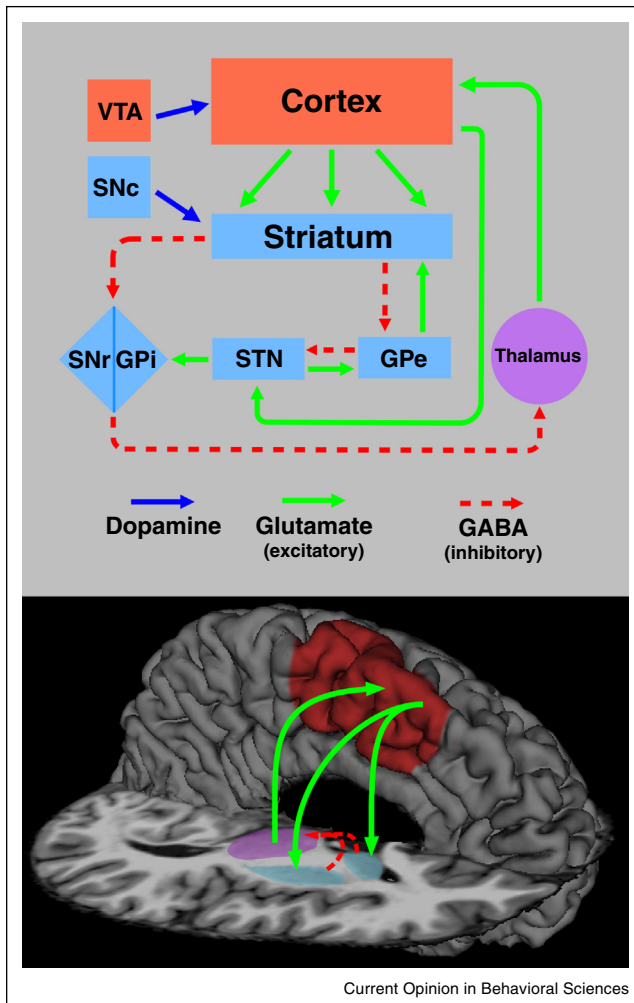 Cortex
VTA
SNc
Striatum
SNr GPi
STN
GPe
Thalamus
Dopamine
Glutamate
(excitatory)
GABA
(inhibitory)
Current Opinion in Behavioral Sciences